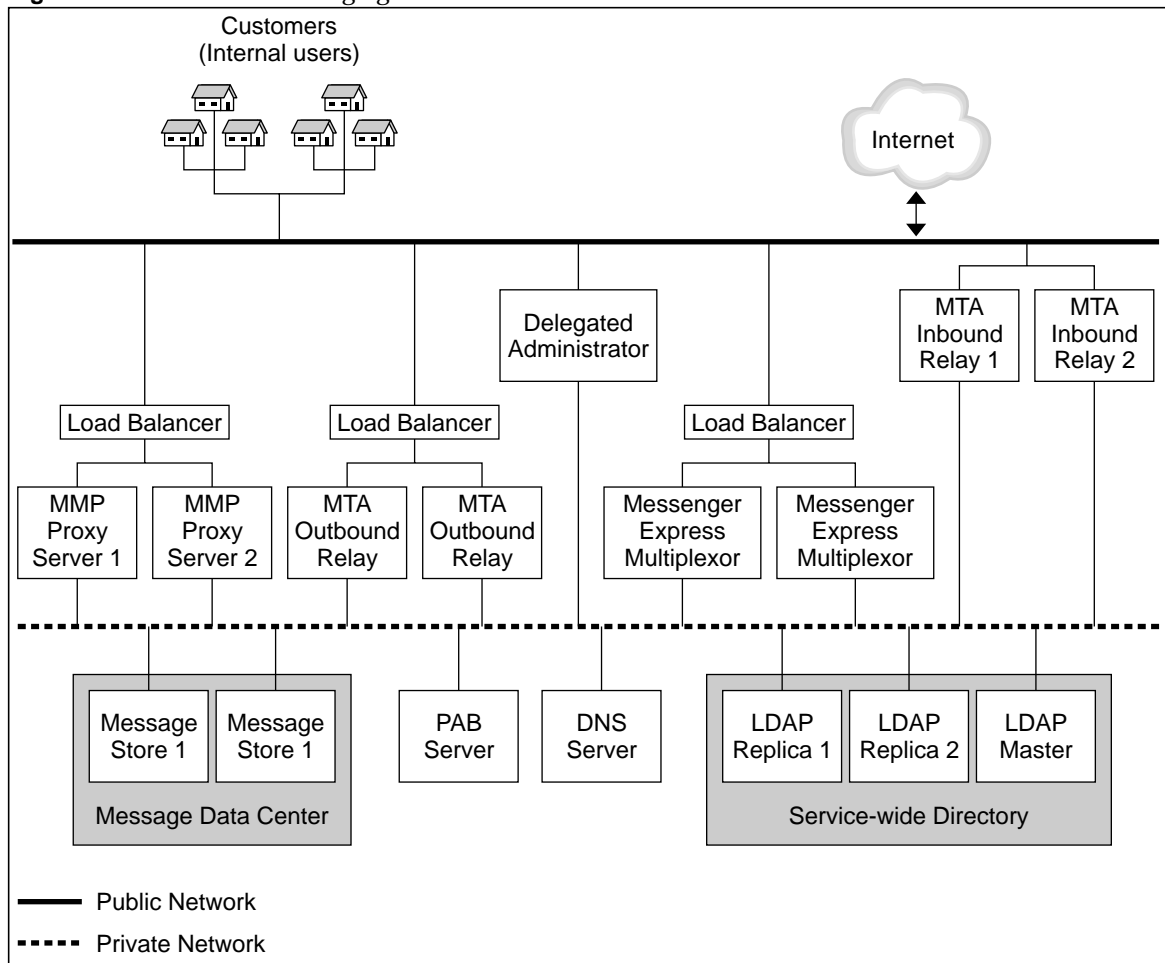 Customers
(Internal users)
Internet
MTA
Inbound
Relay 1
MTA
Inbound
Relay 2
Delegated
Administrator
Load Balancer
Load Balancer
Load Balancer
MMP
Proxy
Server 1
MMP
Proxy
Server 2
MTA
Outbound
Relay
MTA
Outbound
Relay
Messenger
Express
Multiplexor
Messenger
Express
Multiplexor
Message
Store 1
Message
Store 1
Message Data Center
PAB
Server
DNS
Server
LDAP
Replica 1
LDAP
Replica 2
LDAP
Master
Service-wide Directory
Public Network
Private Network